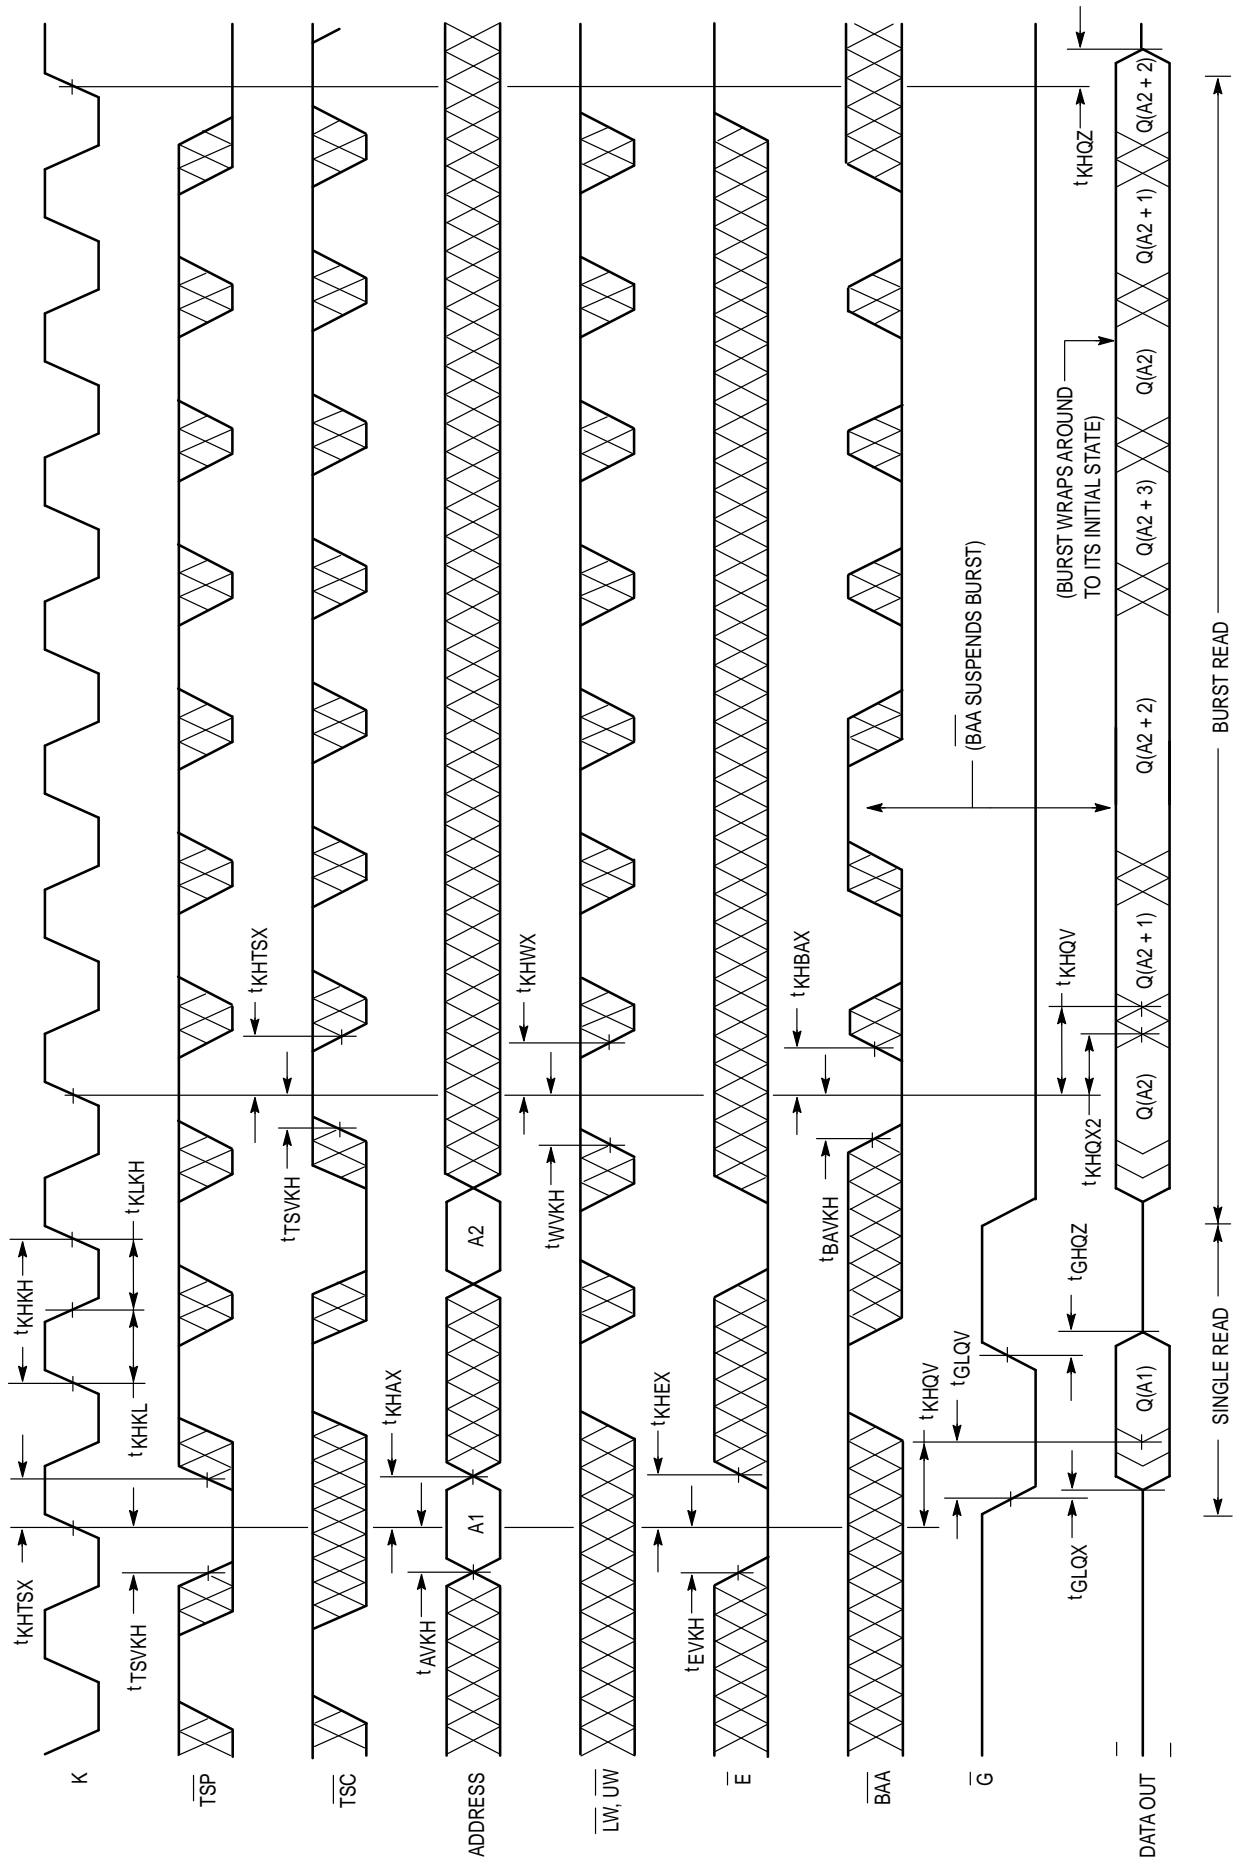 K
TSP
TSC
ADDRESS
LW, UW
E
BAA
G
DATA OUT
tKHTSX
tTSVKH
tKHKH
tKHKL
tKLKH
tTSVKH
tKHTSX
tAVKH
tKHAX
A1
A2
tWVKH
tKHWX
tEVKH
tKHEX
tBAVKH
tKHBAX
(BAA SUSPENDS BURST)
tKHQV
tGLQV
tGLQX
tGHQZ
tKHQX2
tKHQV
(BURST WRAPS AROUND
TO ITS INITIAL STATE)
tKHQZ
Q(A1)
Q(A2)
Q(A2 + 1)
Q(A2 + 2)
Q(A2 + 3)
Q(A2)
Q(A2 + 1)
Q(A2 + 2)
SINGLE READ
BURST READ